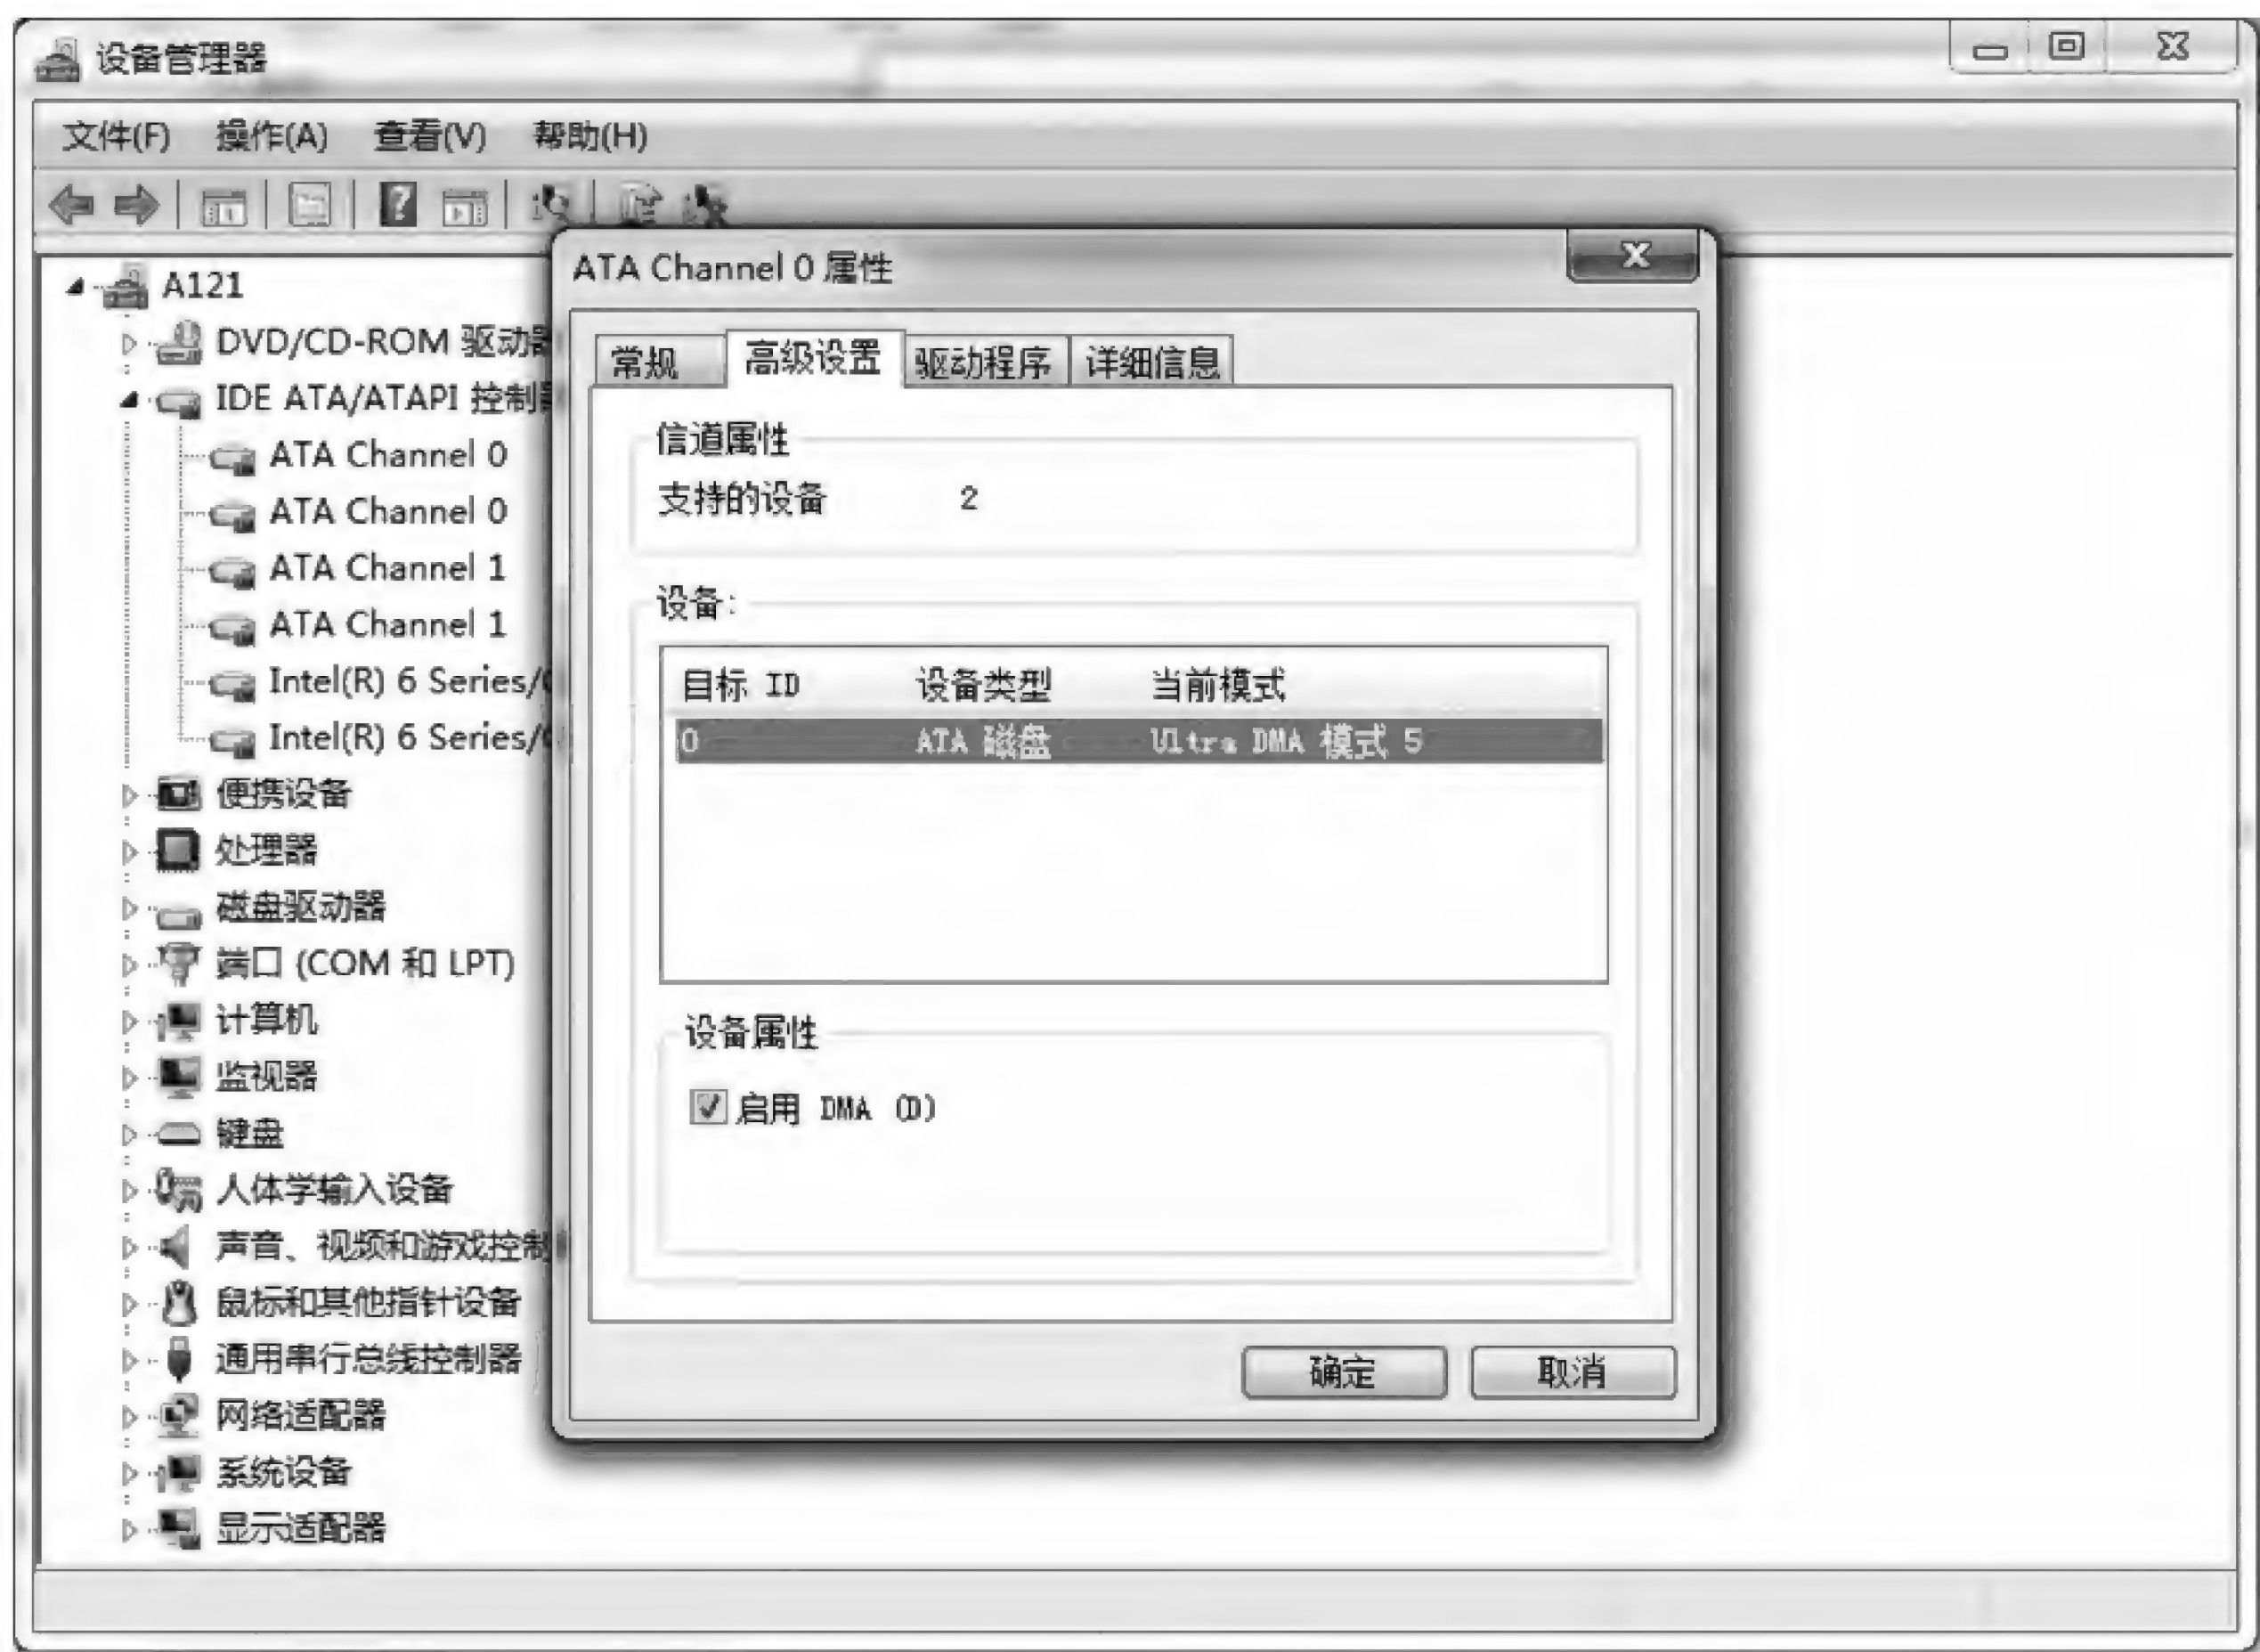 设备管理器
文件(F) 操作(A) 查看(V) 帮助(H)
A121
DVD/CD-ROM 驱动器
IDE ATA/ATAPI 控制器
ATA Channel 0
ATA Channel 0
ATA Channel 1
ATA Channel 1
Intel(R) 6 Series/
Intel(R) 6 Series/
便携设备
处理器
磁盘驱动器
端口 (COM 和 LPT)
计算机
监视器
键盘
人体学输入设备
声音、视频和游戏控制
鼠标和其他指针设备
通用串行总线控制器
网络适配器
系统设备
显示适配器
ATA Channel 0 属性
常规 高级设置 驱动程序 详细信息
信道属性
支持的设备 2
设备:
目标 ID 设备类型 当前模式
0 ATA 磁盘 Ultra DMA 模式 5
设备属性
启用 DMA (D)
确定 取消